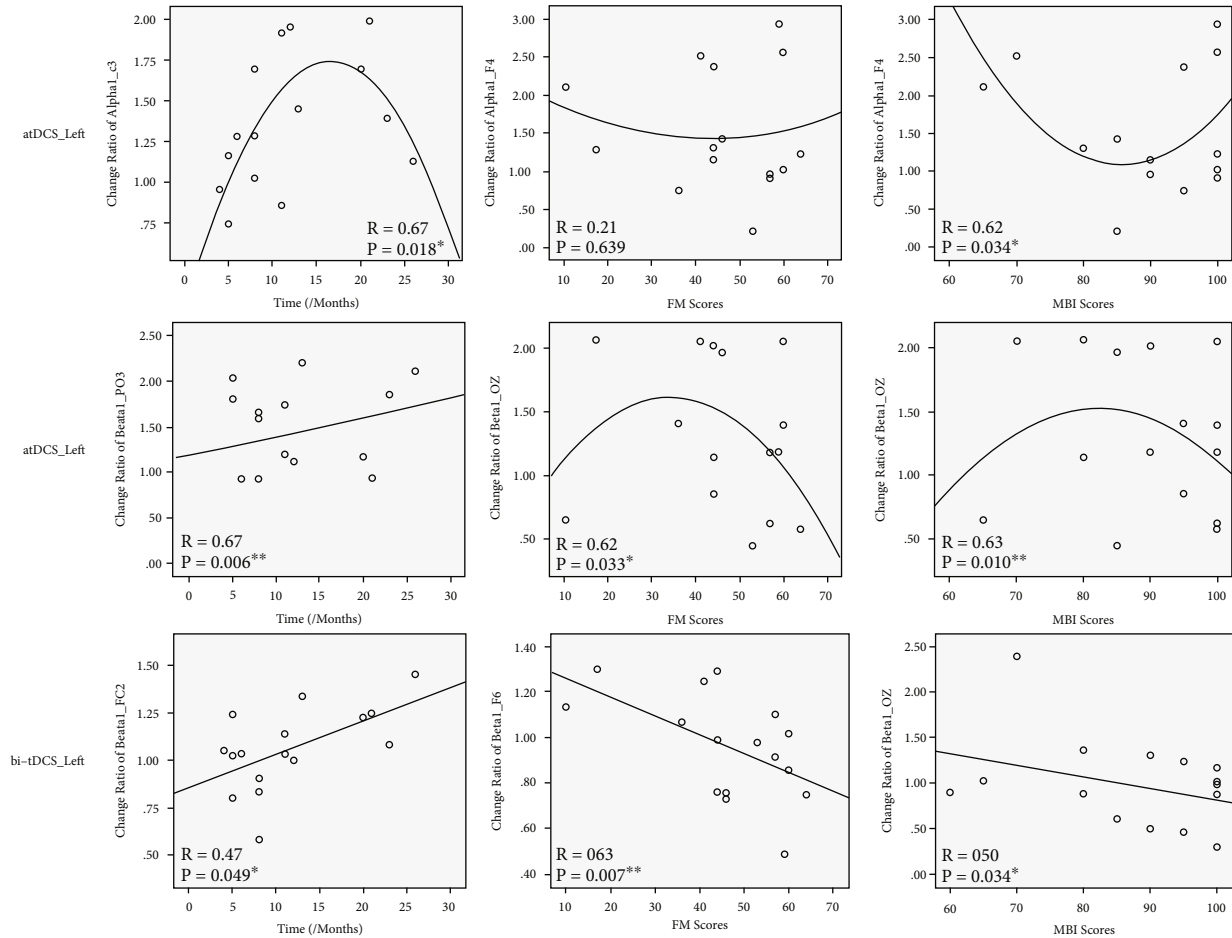 atDCS_Left
Change Ratio of Alpha1_c3
2.00
1.75
1.50
1.25
1.00
.75
R = 0.67
P = 0.018*
0 5 10 15 20 25 30
Time (/Months)
Change Ratio of Alpha1_F4
3.00
2.50
2.00
1.50
1.00
.50
.00
R = 0.21
P = 0.639
10 20 30 40 50 60 70
FM Scores
Change Ratio of Alpha1_F4
3.00
2.50
2.00
1.50
1.00
.50
.00
R = 0.62
P = 0.034*
60 70 80 90 100
MBI Scores
atDCS_Left
Change Ratio of Beata1_PO3
2.50
2.00
1.50
1.00
50
.00
R = 0.67
P = 0.006**
0 5 10 15 20 25 30
Time (/Months)
Change Ratio of Beta1_OZ
2.00
1.50
1.00
.50
R = 0.62
P = 0.033*
10 20 30 40 50 60 70
FM Scores
Change Ratio of Beta1_OZ
2.00
1.50
1.00
.50
R = 0.63
P = 0.010**
60 70 80 90 100
MBI Scores
bi–tDCS_Left
Change Ratio of Beata1_FC2
1.50
1.25
1.00
0.75
.50
R = 0.47
P = 0.049*
0 5 10 15 20 25 30
Time (/Months)
Change Ratio of Beta1_F6
1.40
1.20
1.00
.80
.60
.40
R = 063
P = 0.007**
10 20 30 40 50 60 70
FM Scores
Change Ratio of Beta1_OZ
2.50
2.00
1.50
1.00
0.50
.00
R = 050
P = 0.034*
60 70 80 90 100
MBI Scores